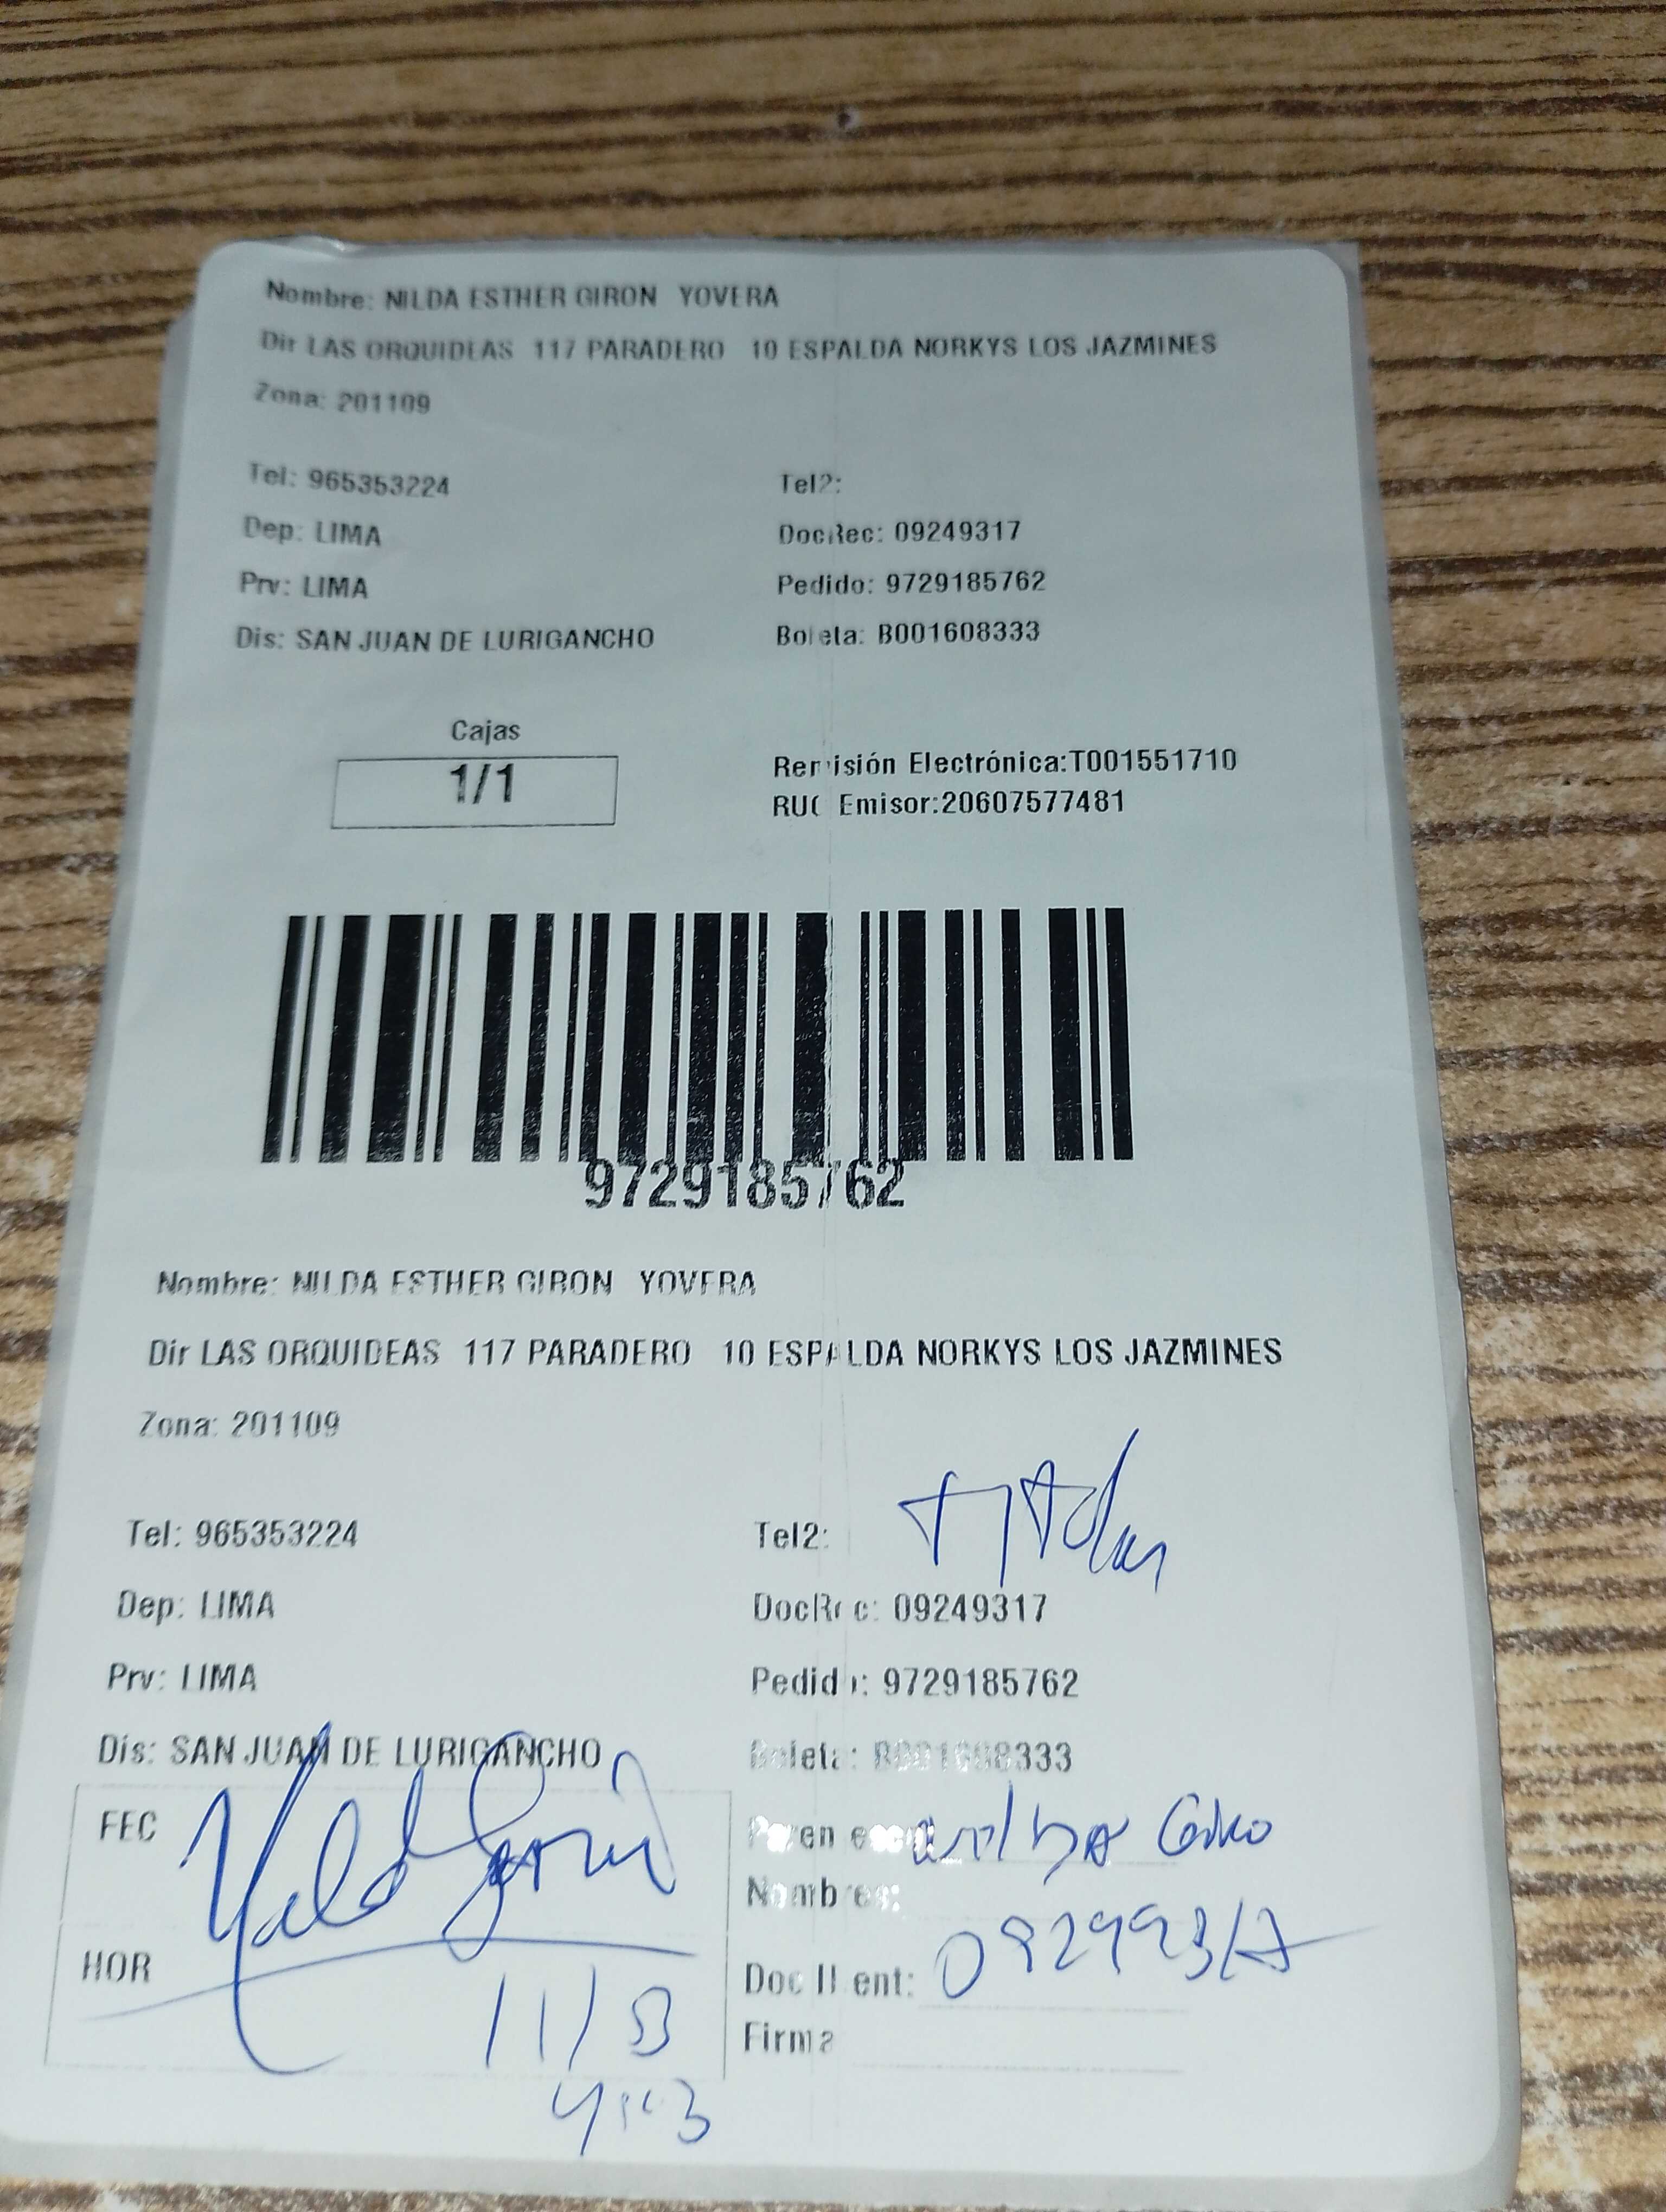 Nombre: NILDA ESTHER GIRON YOVERA
Dir LAS ORQUIDEAS 117 PARADERO 10 ESPALDA NORKYS LOS JAZMINES
Zona: 201109
Tel: 965353224 Tel2:
Dep: LIMA DocRec: 09249317
Prv: LIMA Pedido: 9729185762
Dis: SAN JUAN DE LURIGANCHO Boleta: B001608333
Cajas
1/1
Remisión Electrónica:T001551710
RUC Emisor:20607577481
9729185762
Nombre: NILDA ESTHER GIRON YOVERA
Dir LAS ORQUIDEAS 117 PARADERO 10 ESPALDA NORKYS LOS JAZMINES
Zona: 201109
Tel: 965353224 Tel2:
Dep: LIMA DocRec: 09249317
Prv: LIMA Pedido: 9729185762
Dis: SAN JUAN DE LURIGANCHO Boleta: B001608333
FEC
Nombres:
HOR
Doc Ident:
Firma
11/